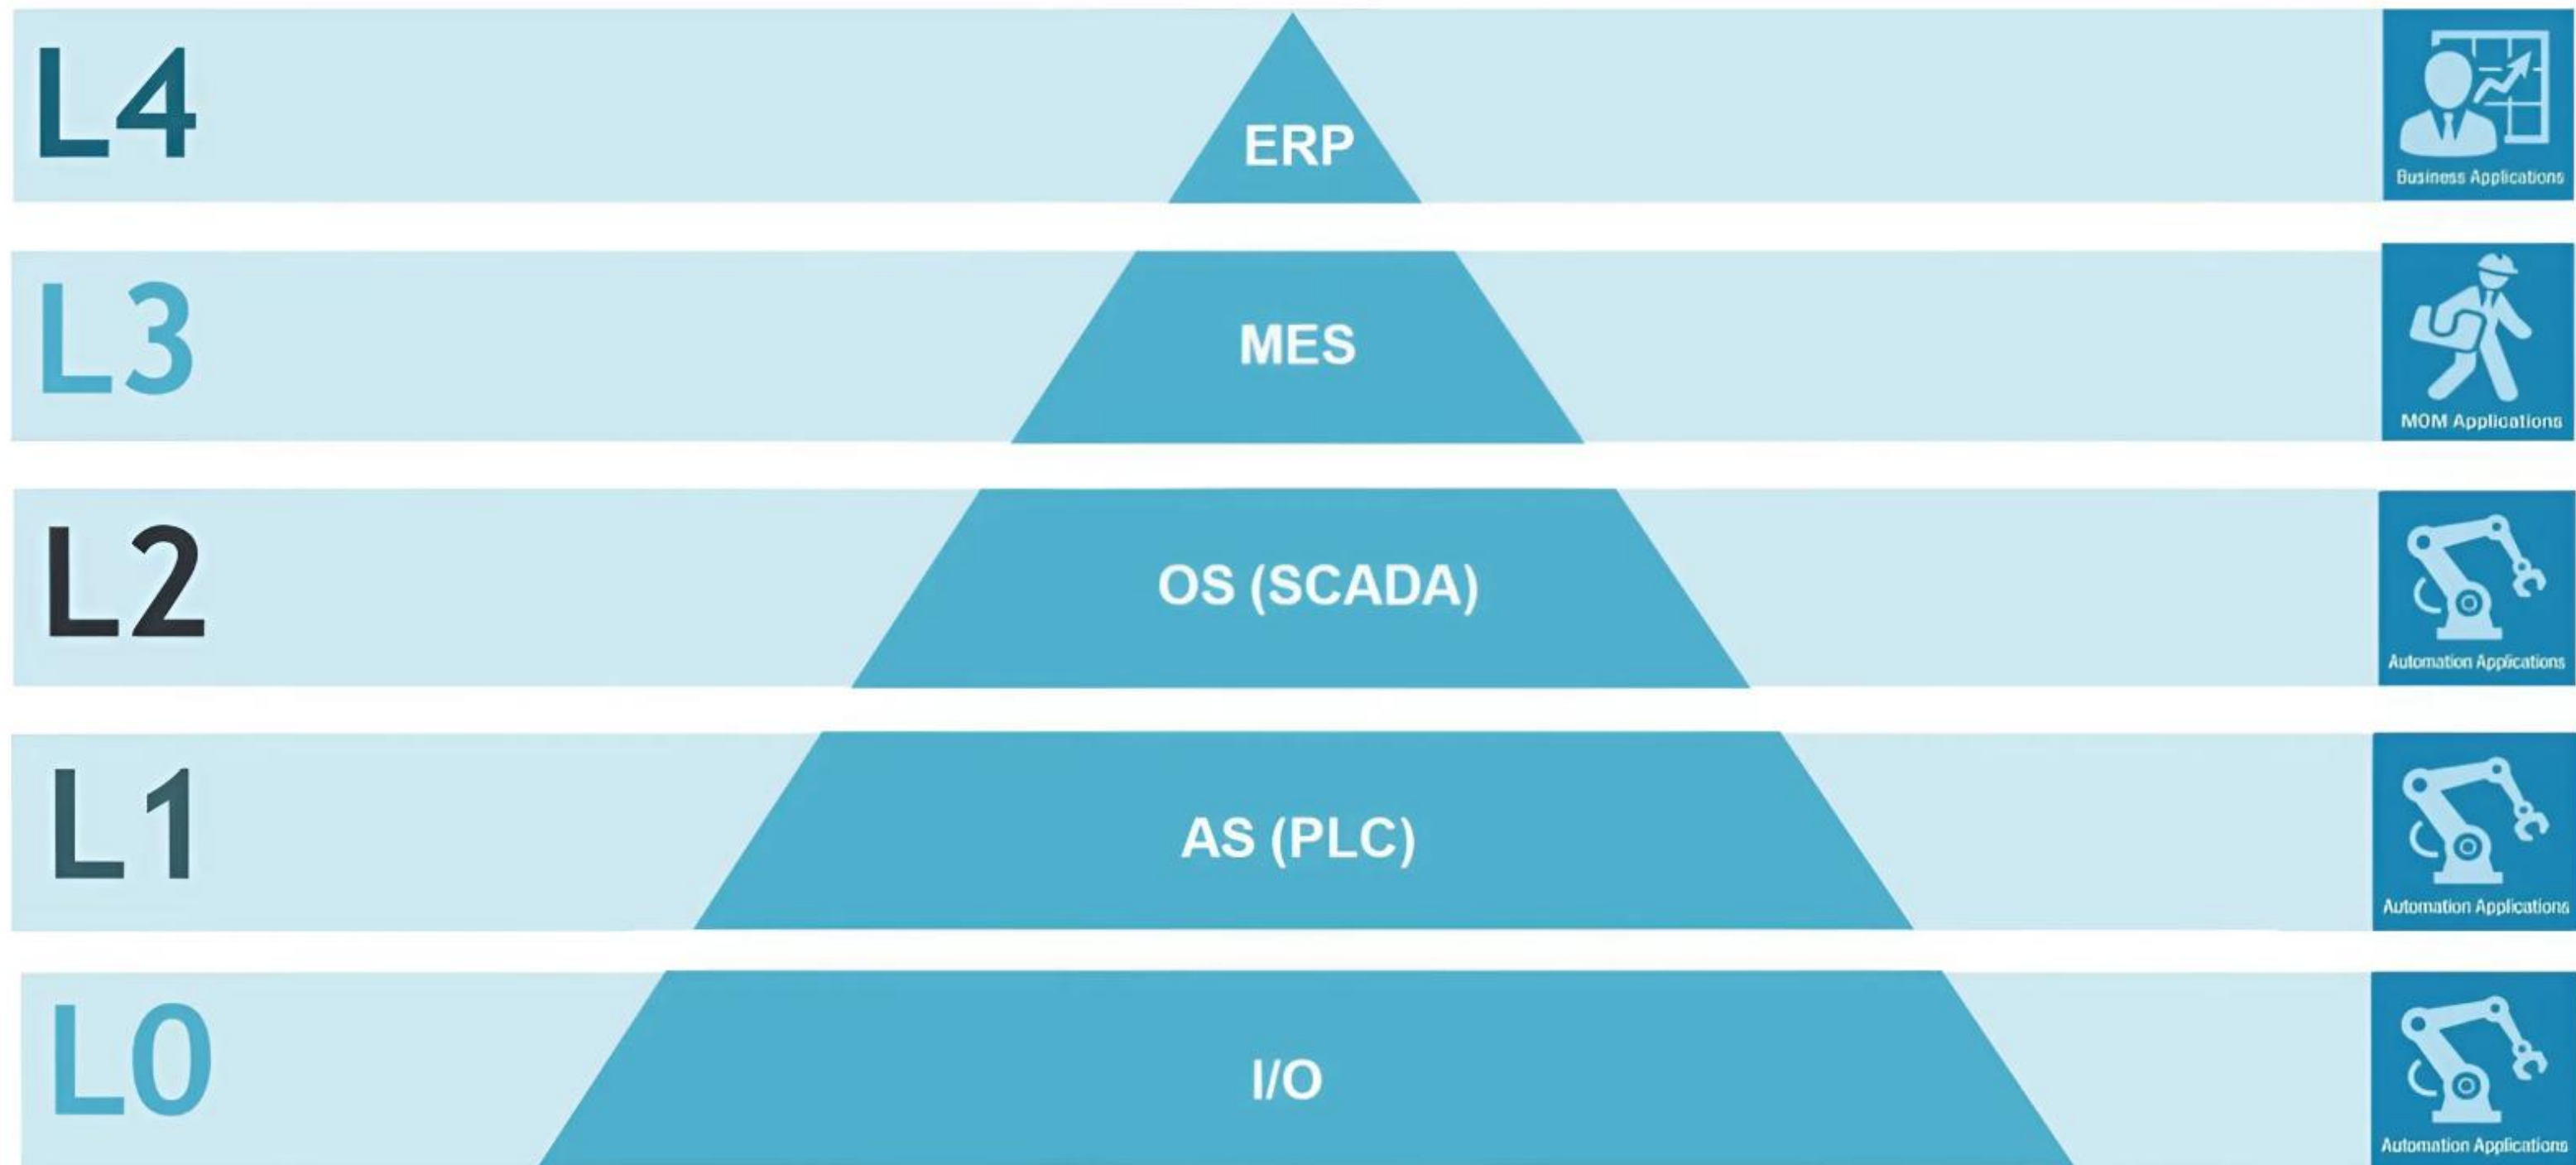 L4
ERP
Business Applications
L3
MES
MOM Applications
L2
OS (SCADA)
Automation Applications
L1
AS (PLC)
Automation Applications
L0
I/O
Automation Applications